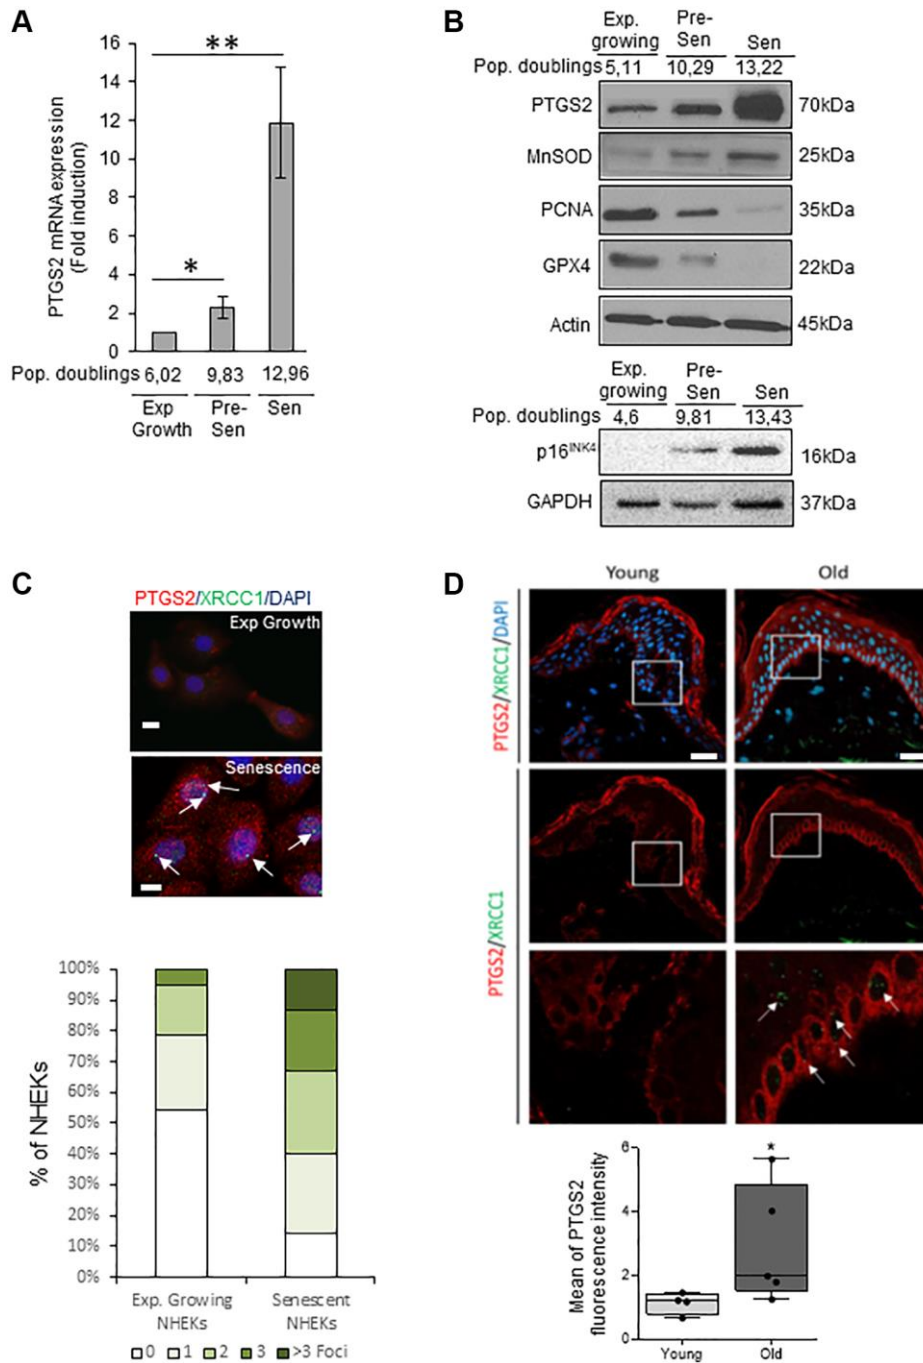 A
PTGS2 mRNA expression
(Fold induction)
16
14
12
10
8
6
4
2
0
**
*
Pop. doublings 6,02 9,83 12,96
Exp Growth
Pre-Sen
Sen
B
Exp. growing
Pre-Sen
Sen
Pop. doublings 5,11 10,29 13,22
PTGS2 70kDa
MnSOD 25kDa
PCNA 35kDa
GPX4 22kDa
Actin 45kDa
Exp. growing
Pre-Sen
Sen
Pop. doublings 4,6 9,81 13,43
p16INK4 16kDa
GAPDH 37kDa
C
PTGS2/XRCC1/DAPI
Exp Growth
Senescence
% of NHEKs
100%
90%
80%
70%
60%
50%
40%
30%
20%
10%
0%
Exp. Growing NHEKs
Senescent NHEKs
0 1 2 3 >3 Foci
D
Young Old
PTGS2/XRCC1/DAPI
PTGS2/XRCC1
Mean of PTGS2
fluorescence intensity
6
4
2
0
*
Young Old